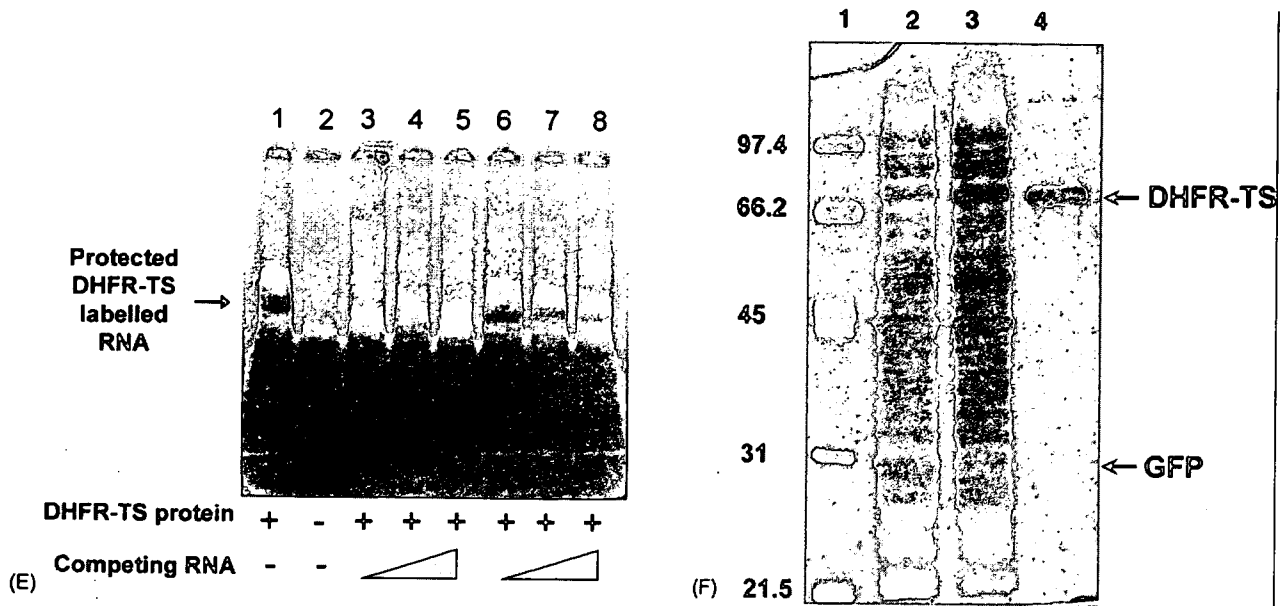 1 2 3 4 5 6 7 8
Protected
DHFR-TS
labelled
RNA
DHFR-TS protein + - + + + + + +
Competing RNA - -
(E)
1 2 3 4
97.4
66.2
45
31
21.5
DHFR-TS
GFP
(F)